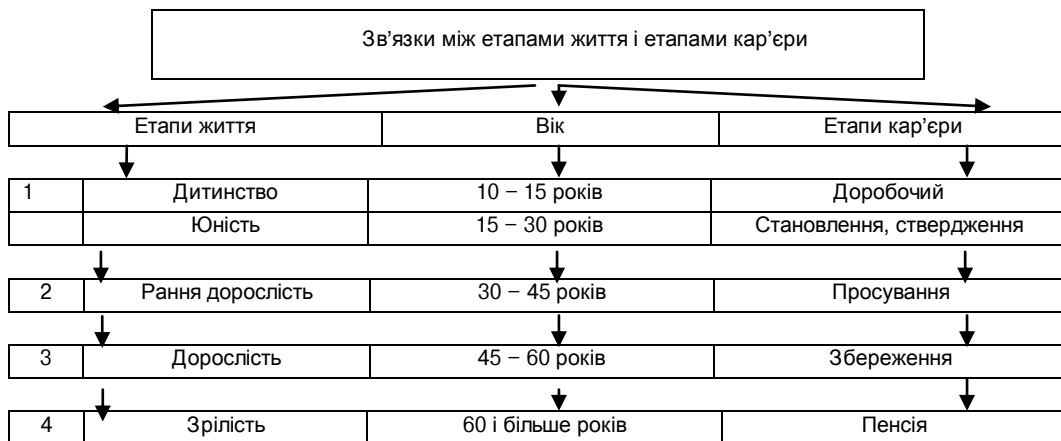 Зв'язки між етапами життя і етапами кар'єри
Етапи життя Вік Етапи кар'єри
1 Дитинство 10 – 15 років Доробочий
Юність 15 – 30 років Становлення, ствердження
2 Рання дорослість 30 – 45 років Просування
3 Дорослість 45 – 60 років Збереження
4 Зрілість 60 і більше років Пенсія